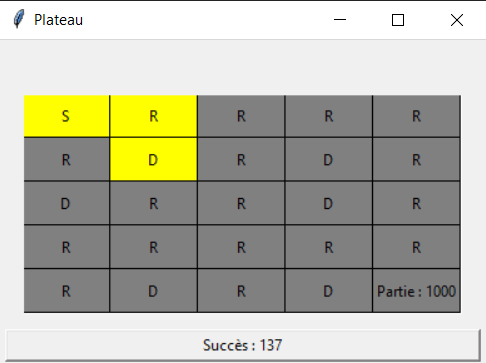 Plateau
S R R R R
R D R D R
D R R D R
R R R R R
R D R D Partie : 1000
Succès : 137